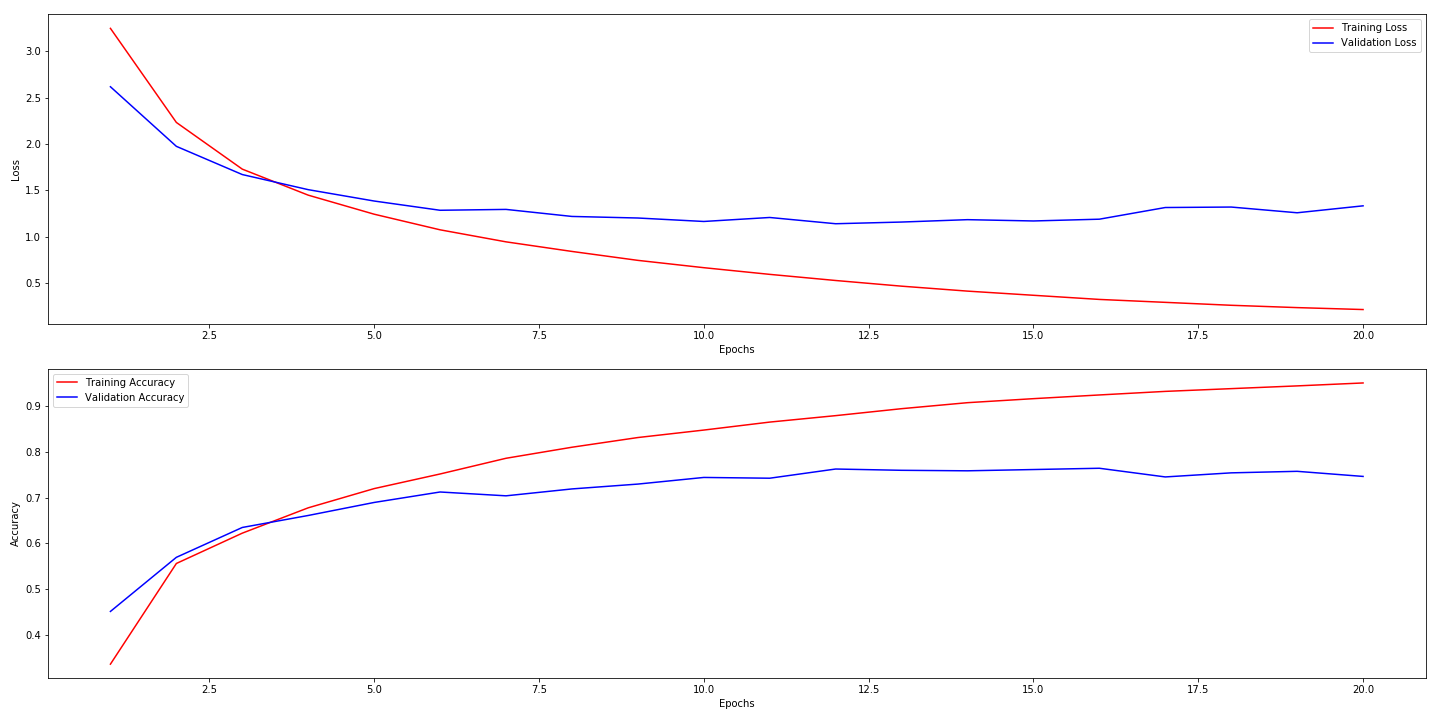 Training Loss
Validation Loss
3.0
2.5
2.0
1.5
1.0
0.5
Loss
2.5 5.0 7.5 10.0 12.5 15.0 17.5 20.0
Epochs
Training Accuracy
Validation Accuracy
0.9
0.8
0.7
0.6
0.5
0.4
Accuracy
2.5 5.0 7.5 10.0 12.5 15.0 17.5 20.0
Epochs